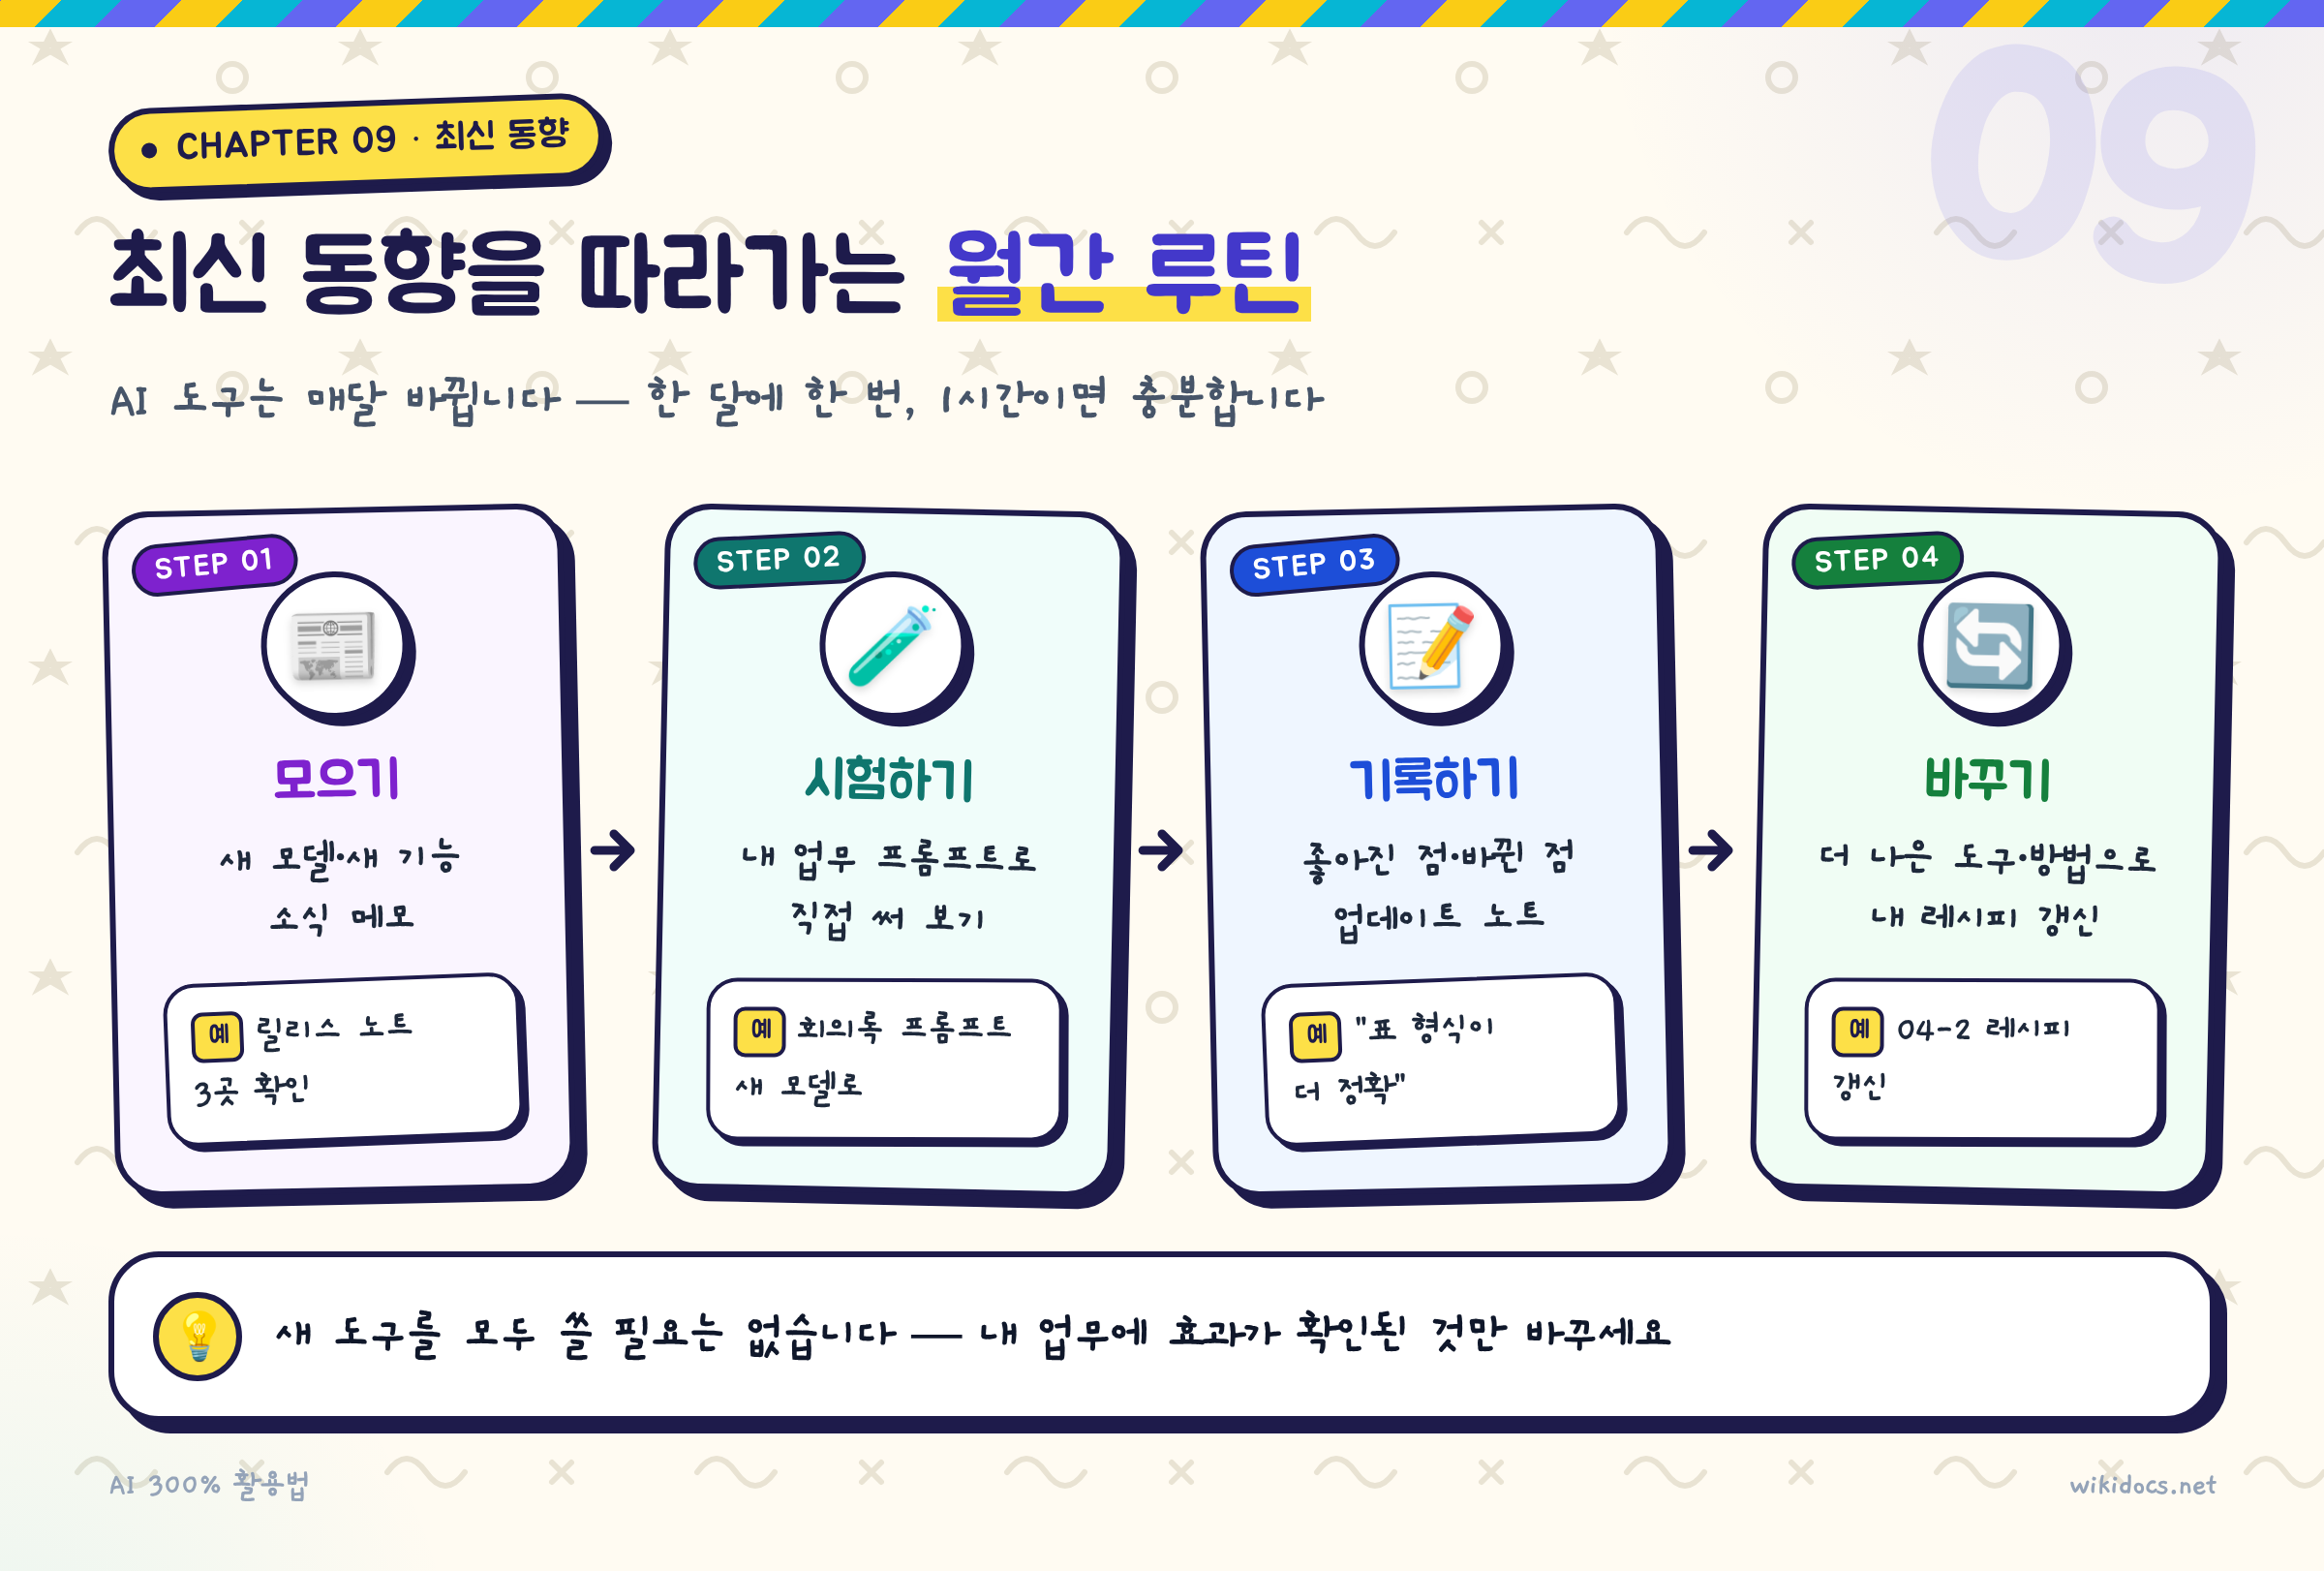 09
• CHAPTER 09 · 최신 동향
최신 동향을 따라가는 월간 루틴
AI 도구는 매달 바뀝니다 — 한 달에 한 번, 1시간이면 충분합니다
STEP 01
모으기
새 모델·새 기능
소식 메모
예 릴리스 노트
3곳 확인
→
STEP 02
시험하기
내 업무 프롬프트로
직접 써 보기
예 회의록 프롬프트
새 모델로
→
STEP 03
기록하기
좋아진 점·바뀐 점
업데이트 노트
예 "표 형식이
더 정확"
→
STEP 04
바꾸기
더 나은 도구·방법으로
내 레시피 갱신
예 04-2 레시피
갱신
새 도구를 모두 쓸 필요는 없습니다 — 내 업무에 효과가 확인된 것만 바꾸세요
AI 300% 활용법
wikidocs.net